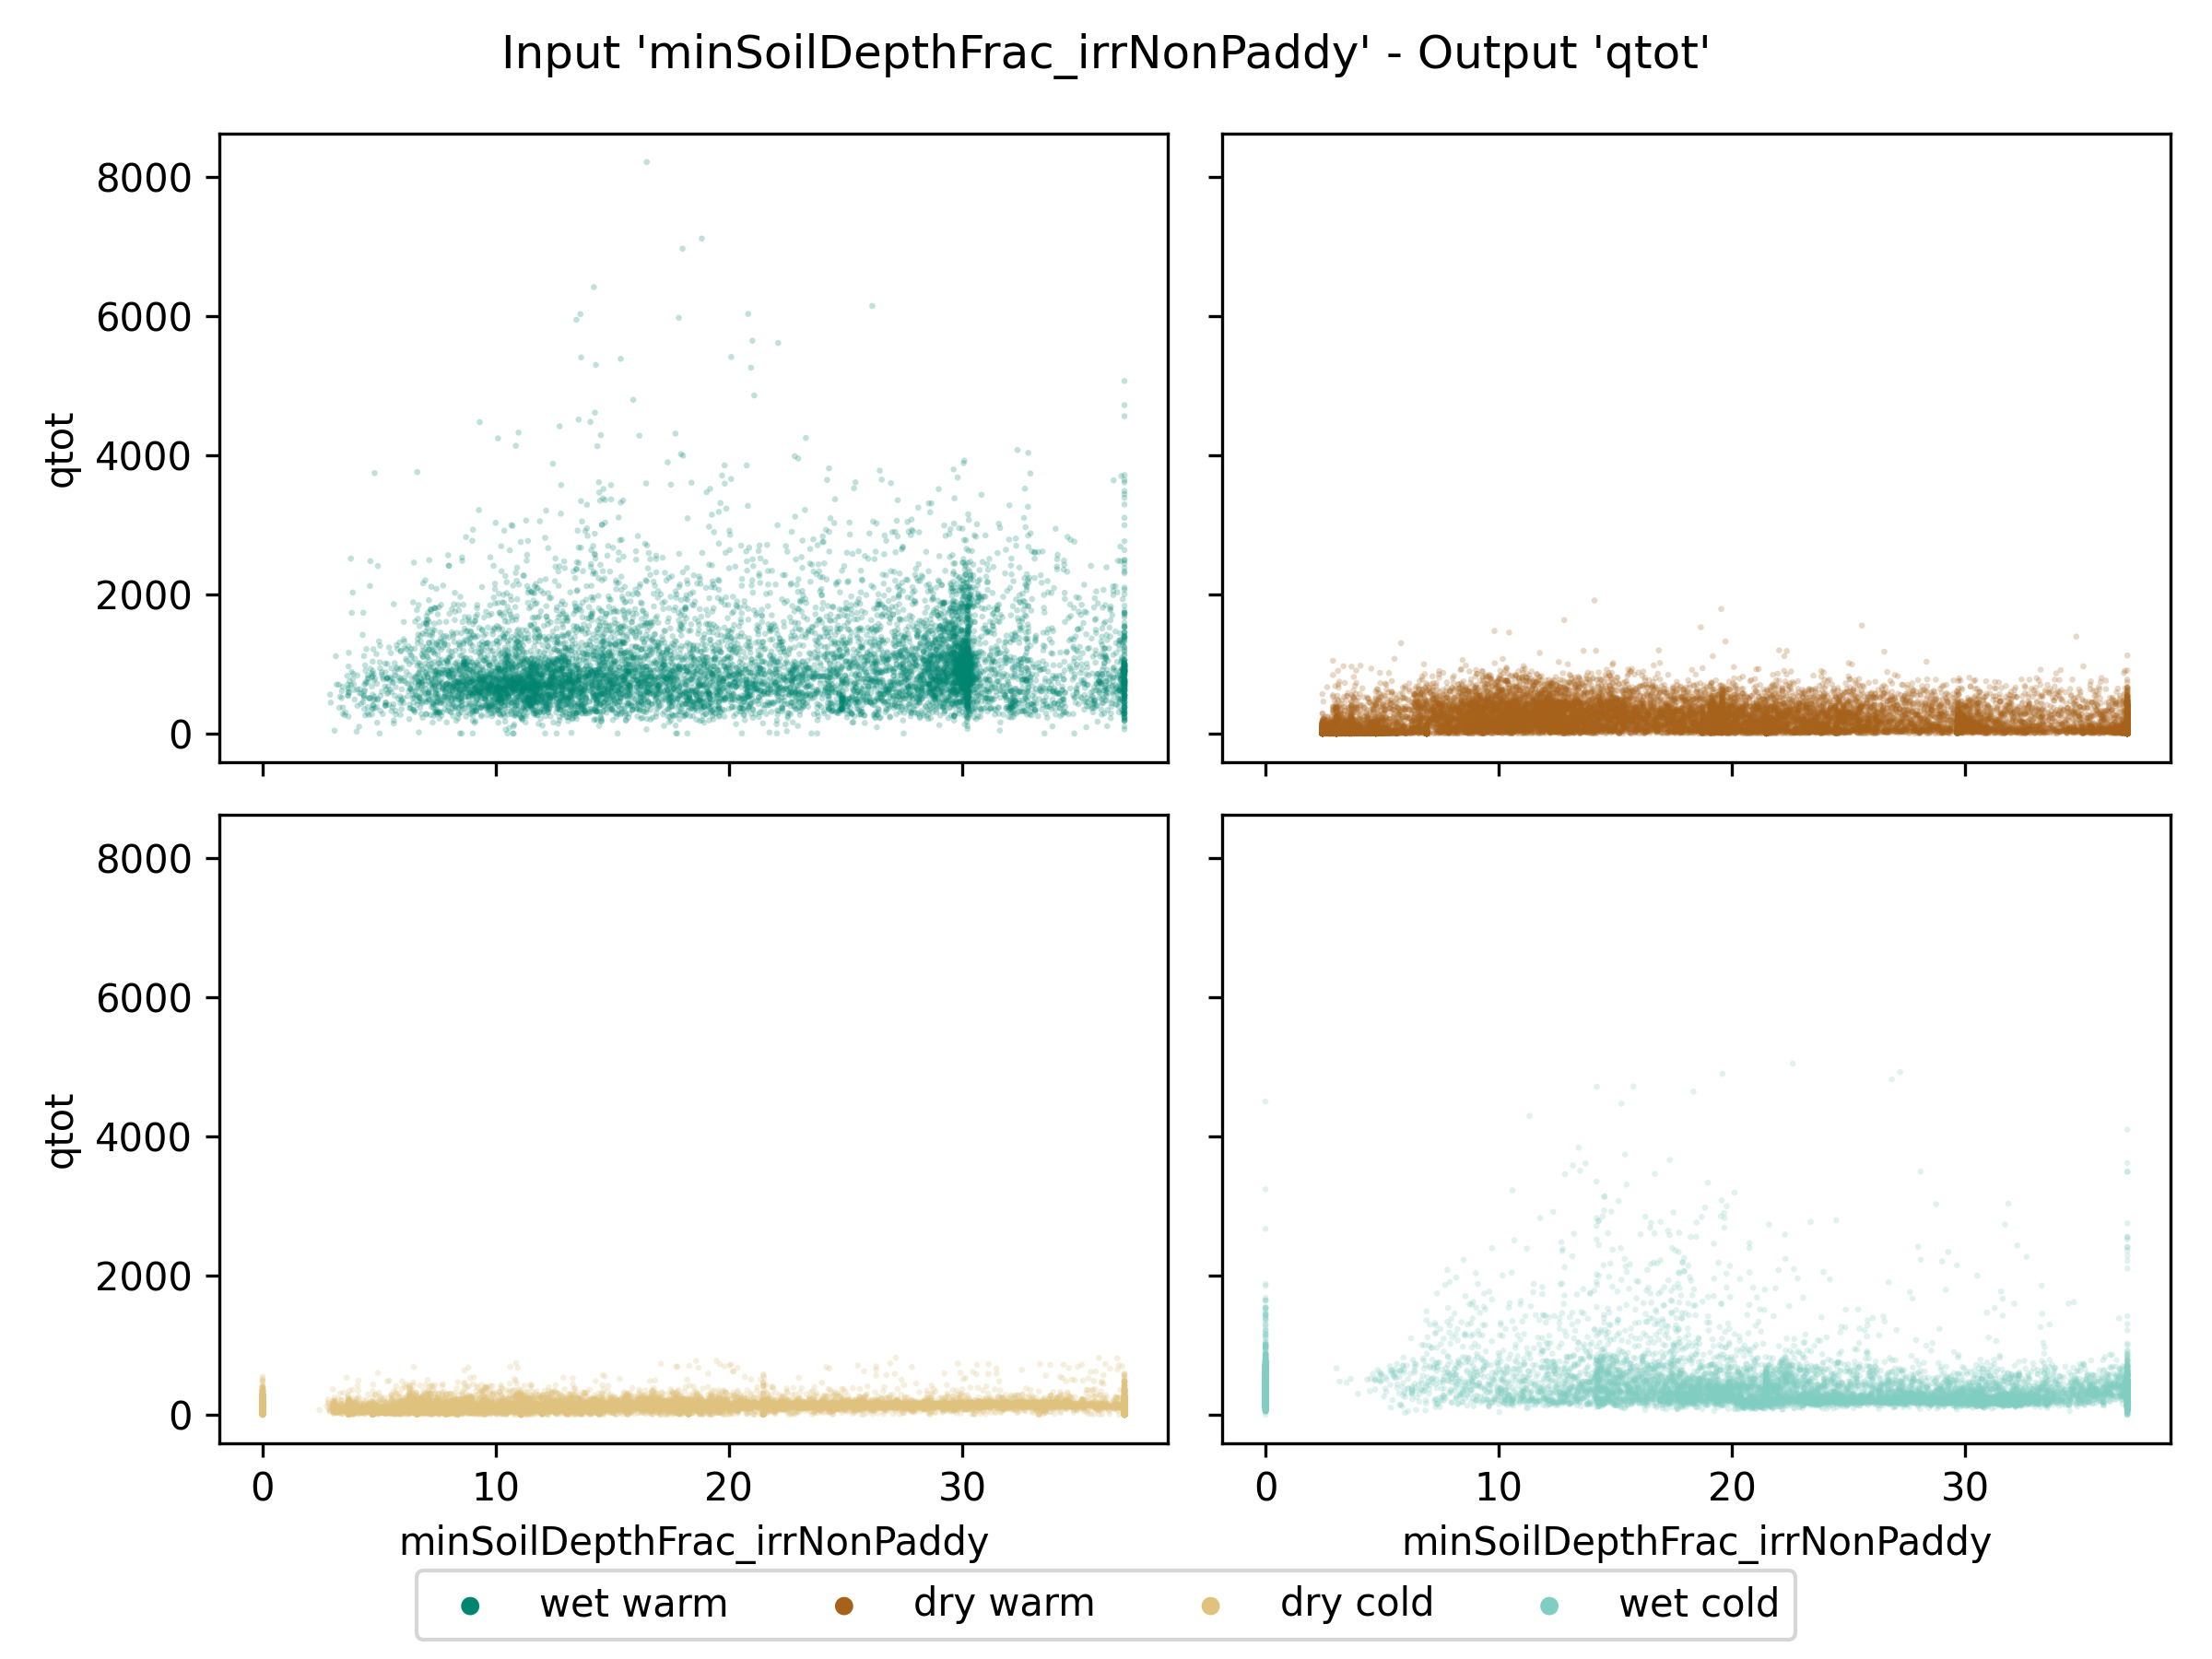 Input 'minSoilDepthFrac_irrNonPaddy' - Output 'qtot'
8000
6000
4000
2000
0
qtot
8000
6000
4000
2000
0
qtot
0 10 20 30
0 10 20 30
minSoilDepthFrac_irrNonPaddy
minSoilDepthFrac_irrNonPaddy
wet warm dry warm dry cold wet cold